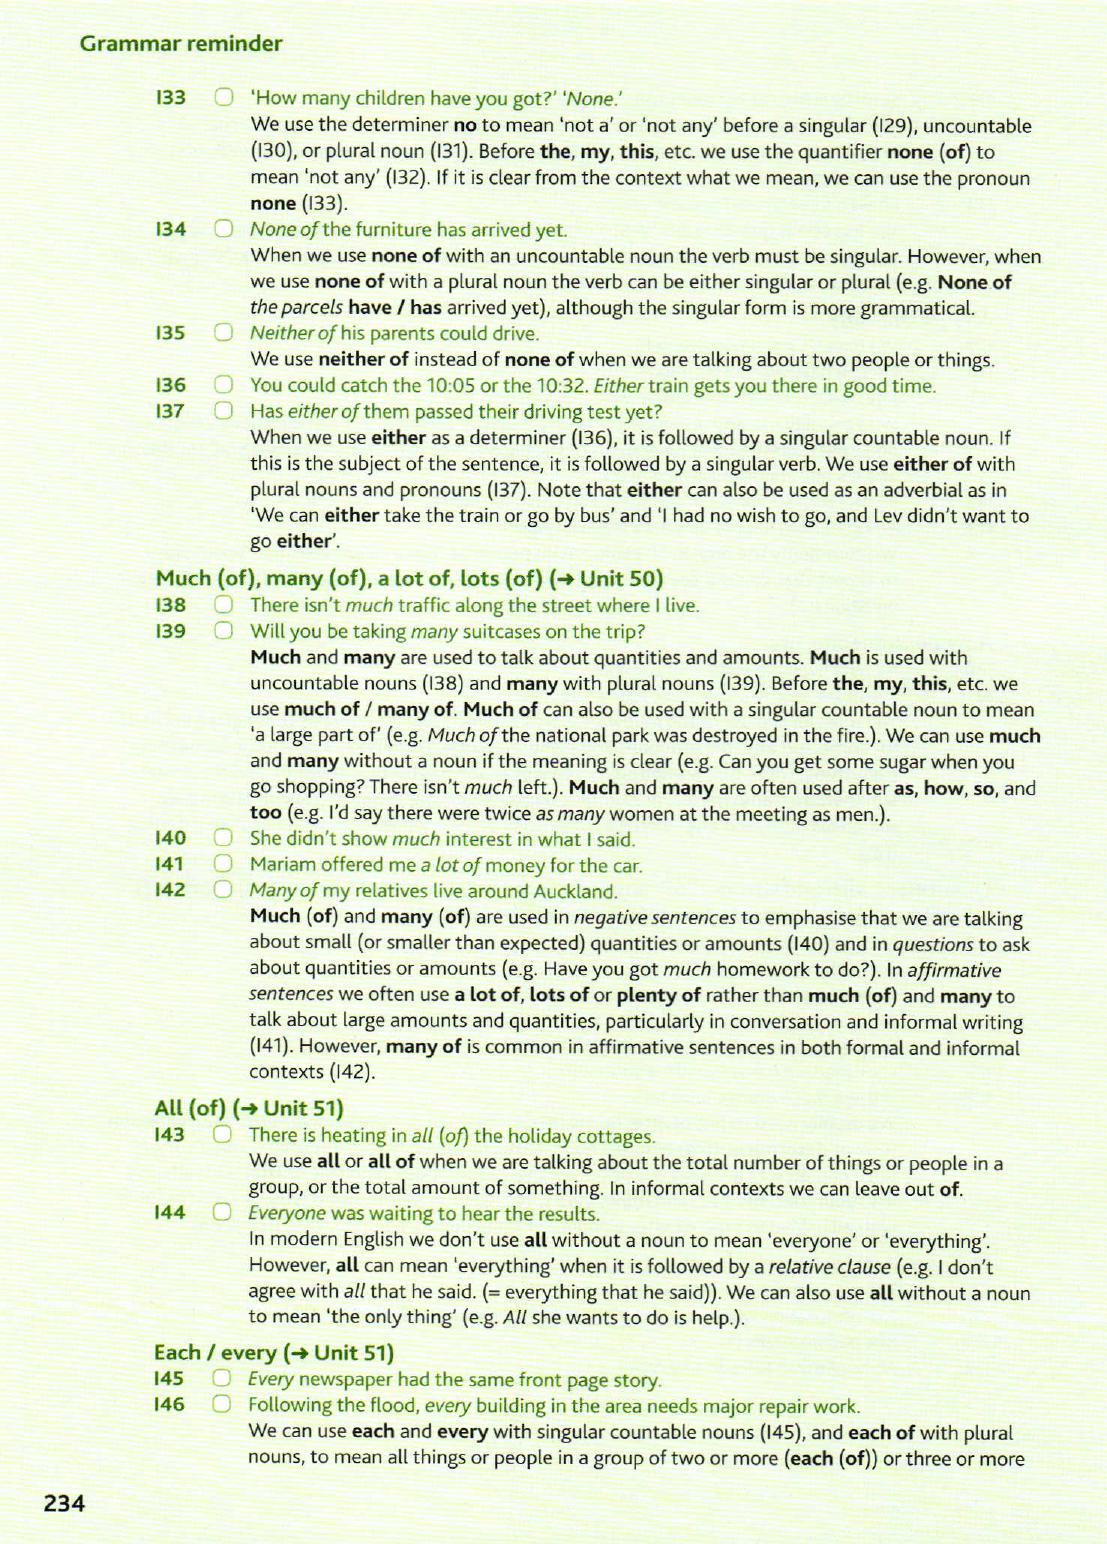 Grammar reminder
I33 'How many children have you got?' 'None.'
We use the determiner no to mean 'not a' or 'not any' before a singular (I29), uncountable
(I30), or plural noun (I31). Before the, my, this, etc. we use the quantifier none (of) to
mean 'not any' (I32). If it is clear from the context what we mean, we can use the pronoun
none (I33).
I34 None of the furniture has arrived yet.
When we use none of with an uncountable noun the verb must be singular. However, when
we use none of with a plural noun the verb can be either singular or plural (e.g. None of
the parcels have / has arrived yet), although the singular form is more grammatical.
I35 Neither of his parents could drive.
We use neither of instead of none of when we are talking about two people or things.
I36 You could catch the 10:05 or the 10:32. Either train gets you there in good time.
I37 Has either of them passed their driving test yet?
When we use either as a determiner (I36), it is followed by a singular countable noun. If
this is the subject of the sentence, it is followed by a singular verb. We use either of with
plural nouns and pronouns (I37). Note that either can also be used as an adverbial as in
'We can either take the train or go by bus' and 'I had no wish to go, and Lev didn't want to
go either'.
Much (of), many (of), a lot of, lots (of) (➔ Unit 50)
I38 There isn't much traffic along the street where I live.
I39 Will you be taking many suitcases on the trip?
Much and many are used to talk about quantities and amounts. Much is used with
uncountable nouns (I38) and many with plural nouns (I39). Before the, my, this, etc. we
use much of / many of. Much of can also be used with a singular countable noun to mean
'a large part of' (e.g. Much of the national park was destroyed in the fire.). We can use much
and many without a noun if the meaning is clear (e.g. Can you get some sugar when you
go shopping? There isn't much left.). Much and many are often used after as, how, so, and
too (e.g. I'd say there were twice as many women at the meeting as men.).
I40 She didn't show much interest in what I said.
I41 Mariam offered me a lot of money for the car.
I42 Many of my relatives live around Auckland.
Much (of) and many (of) are used in negative sentences to emphasise that we are talking
about small (or smaller than expected) quantities or amounts (I40) and in questions to ask
about quantities or amounts (e.g. Have you got much homework to do?). In affirmative
sentences we often use a lot of, lots of or plenty of rather than much (of) and many to
talk about large amounts and quantities, particularly in conversation and informal writing
(I41). However, many of is common in affirmative sentences in both formal and informal
contexts (I42).
All (of) (➔ Unit 51)
I43 There is heating in all (of) the holiday cottages.
We use all or all of when we are talking about the total number of things or people in a
group, or the total amount of something. In informal contexts we can leave out of.
I44 Everyone was waiting to hear the results.
In modern English we don't use all without a noun to mean 'everyone' or 'everything'.
However, all can mean 'everything' when it is followed by a relative clause (e.g. I don't
agree with all that he said. (= everything that he said)). We can also use all without a noun
to mean 'the only thing' (e.g. All she wants to do is help.).
Each / every (➔ Unit 51)
I45 Every newspaper had the same front page story.
I46 Following the flood, every building in the area needs major repair work.
We can use each and every with singular countable nouns (I45), and each of with plural
nouns, to mean all things or people in a group of two or more (each (of)) or three or more
234